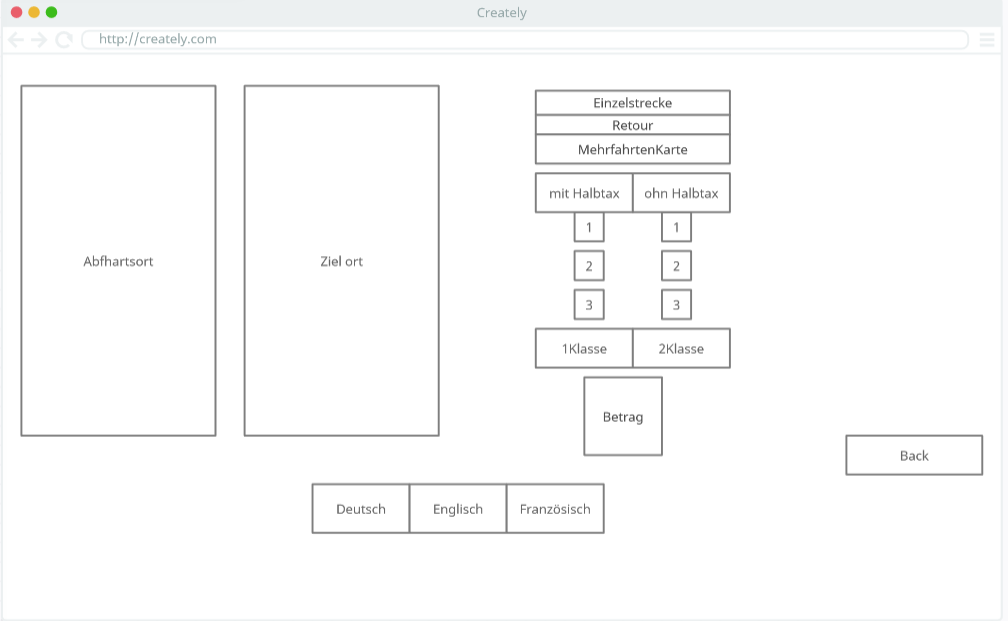 Creately
http://creately.com
Abfhartsort
Ziel ort
Einzelstrecke
Retour
MehrfahrtenKarte
mit Halbtax
ohn Halbtax
1
1
2
2
3
3
1Klasse
2Klasse
Betrag
Back
Deutsch
Englisch
Französisch